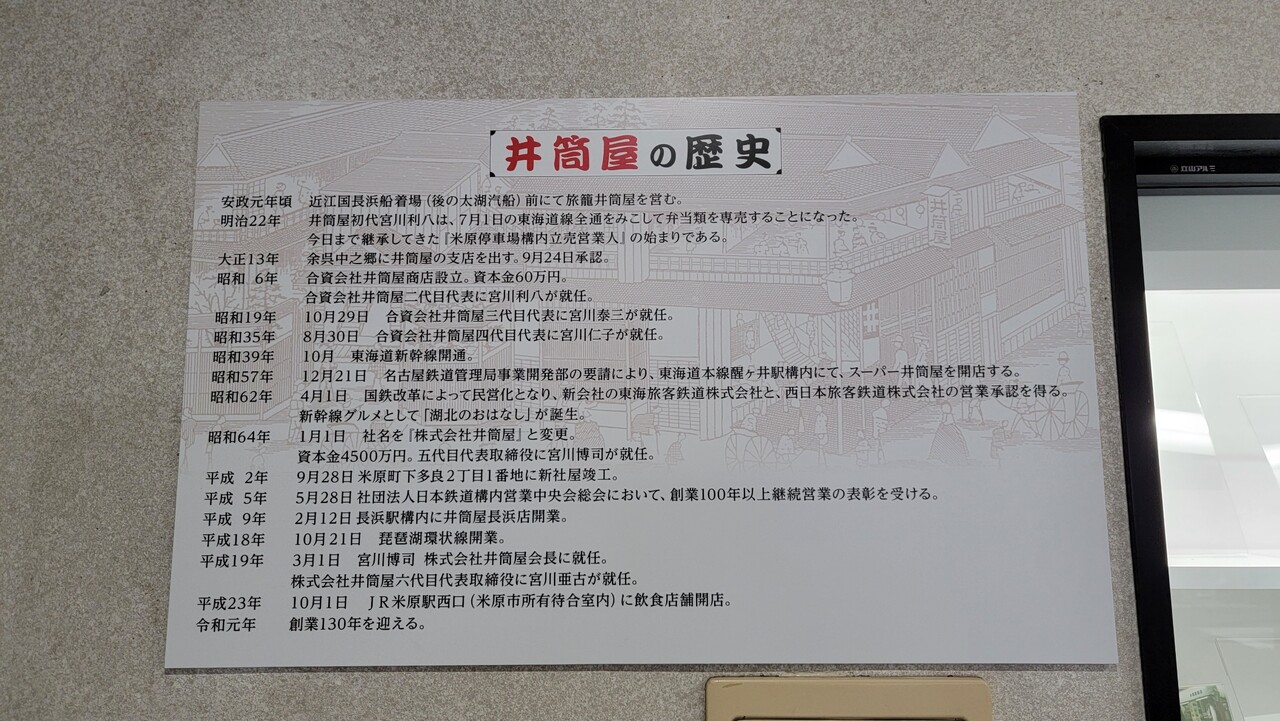 井筒屋の歴史
安政元年頃　近江国長浜船着場（後の太湖汽船）前にて旅籠井筒屋を営む。
明治22年　井筒屋初代宮川利八は、7月1日の東海道線全通をみこして弁当類を専売することになった。
今日まで継承してきた『米原停車場構内立売営業人』の始まりである。
大正13年　余呉中之郷に井筒屋の支店を出す。9月24日承認。
昭和 6年　合資会社井筒屋商店設立。資本金60万円。
合資会社井筒屋二代目代表に宮川利八が就任。
昭和19年　10月29日　合資会社井筒屋三代目代表に宮川泰三が就任。
昭和35年　8月30日　合資会社井筒屋四代目代表に宮川仁子が就任。
昭和39年　10月　東海道新幹線開通。
昭和57年　12月21日　名古屋鉄道管理局事業開発部の要請により、東海道本線醒ヶ井駅構内にて、スーパー井筒屋を開店する。
昭和62年　4月1日　国鉄改革によって民営化となり、新会社の東海旅客鉄道株式会社と、西日本旅客鉄道株式会社の営業承認を得る。
新幹線グルメとして「湖北のおはなし」が誕生。
昭和64年　1月1日　社名を『株式会社井筒屋』と変更。
資本金4500万円。五代目代表取締役に宮川博司が就任。
平成 2年　9月28日 米原町下多良2丁目1番地に新社屋竣工。
平成 5年　5月28日 社団法人日本鉄道構内営業中央会総会において、創業100年以上継続営業の表彰を受ける。
平成 9年　2月12日 長浜駅構内に井筒屋長浜店開業。
平成18年　10月21日　琵琶湖環状線開業。
平成19年　3月1日　宮川博司 株式会社井筒屋会長に就任。
株式会社井筒屋六代目代表取締役に宮川亜古が就任。
平成23年　10月1日　JR米原駅西口（米原市所有待合室内）に飲食店舗開店。
令和元年　創業130年を迎える。
井筒屋
立山アルミ